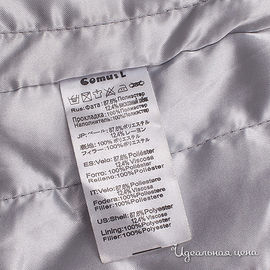 Comusl
Rus:Фата: 87.6% Полиэстер
12.4% вискоза
Прокладка:100%Полиэстер
Наполнитель:100%Полиэстер
JP:ベール: 87.6%ポリエステル
12.4%レーヨン
裏地:100%ポリエステル
フィラー:100%ポリエステル
ES:Velo: 87.6% Poliéster
12.4% Viscosa
Forro: 100%Poliéster
Relleno:100%Poliéster
IT:Velo: 87.6% Poliestere
12.4% Viscosa
Fodera:100%Poliestere
Filler: 100%Poliestere
US:Shell: 87.6%Polyester
12.4% Viscose
Lining: 100%Polyester
Filler:100%Polyester
Идеальная цена